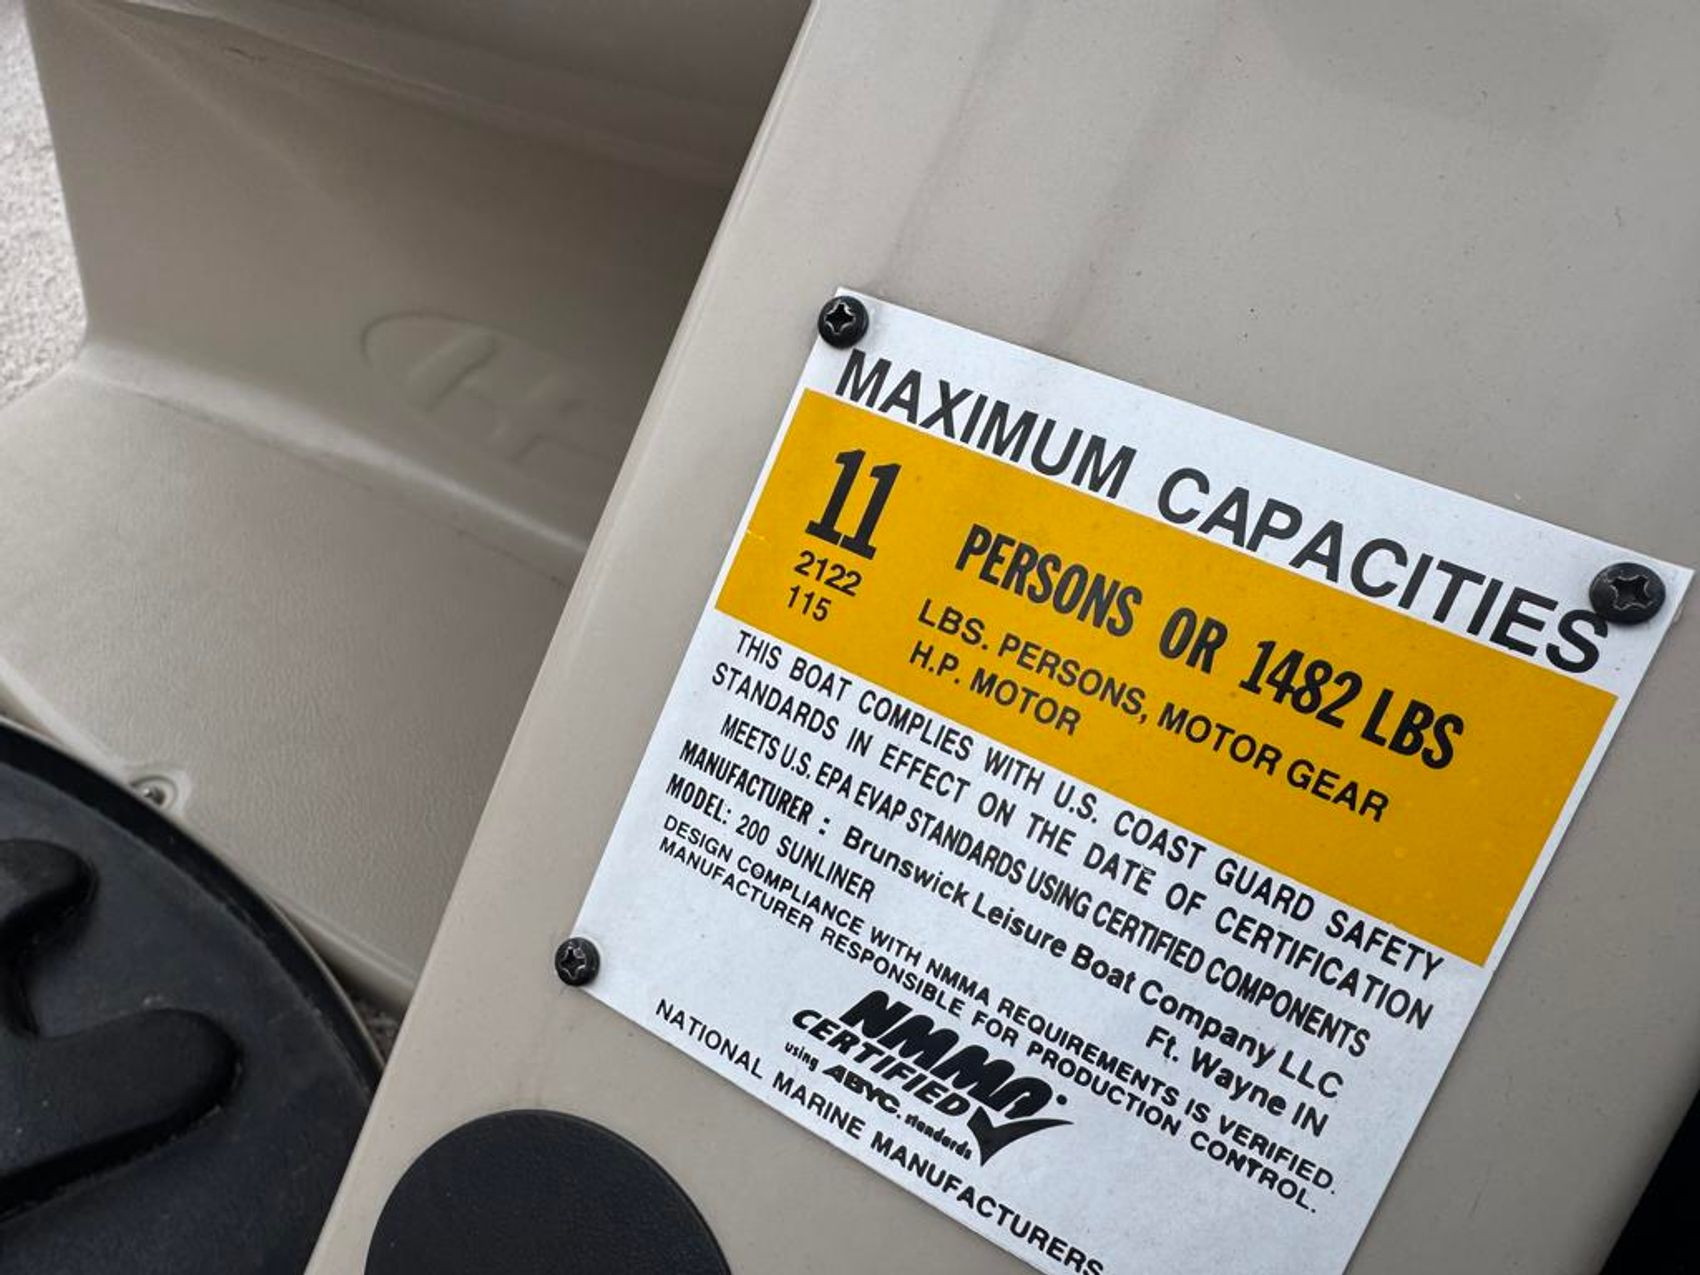 MAXIMUM CAPACITIES
11 PERSONS OR 1482 LBS
2122 LBS. PERSONS, MOTOR GEAR
115 H.P. MOTOR
THIS BOAT COMPLIES WITH U.S. COAST GUARD SAFETY
STANDARDS IN EFFECT ON THE DATE OF CERTIFICATION
MEETS U.S. EPA EVAP STANDARDS USING CERTIFIED COMPONENTS
MANUFACTURER : Brunswick Leisure Boat Company LLC
Ft. Wayne IN
MODEL: 200 SUNLINER
DESIGN COMPLIANCE WITH NMMA REQUIREMENTS IS VERIFIED.
MANUFACTURER RESPONSIBLE FOR PRODUCTION CONTROL.
NMMA
CERTIFIED
using ABYC. standards
NATIONAL MARINE MANUFACTURERS